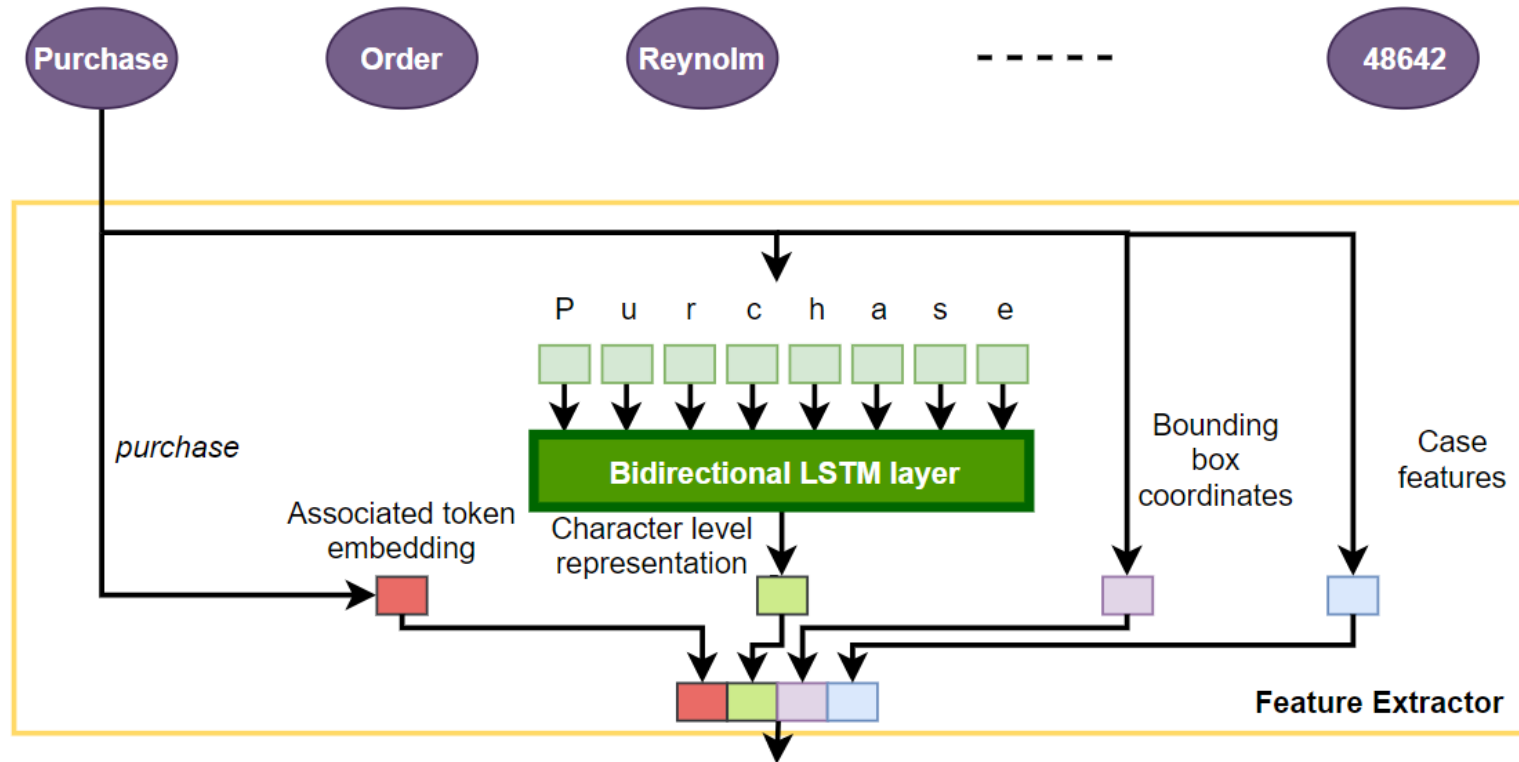 Purchase
Order
Reynolm
48642
P u r c h a s e
purchase
Bidirectional LSTM layer
Bounding
box
coordinates
Case
features
Associated token
embedding
Character level
representation
Feature Extractor